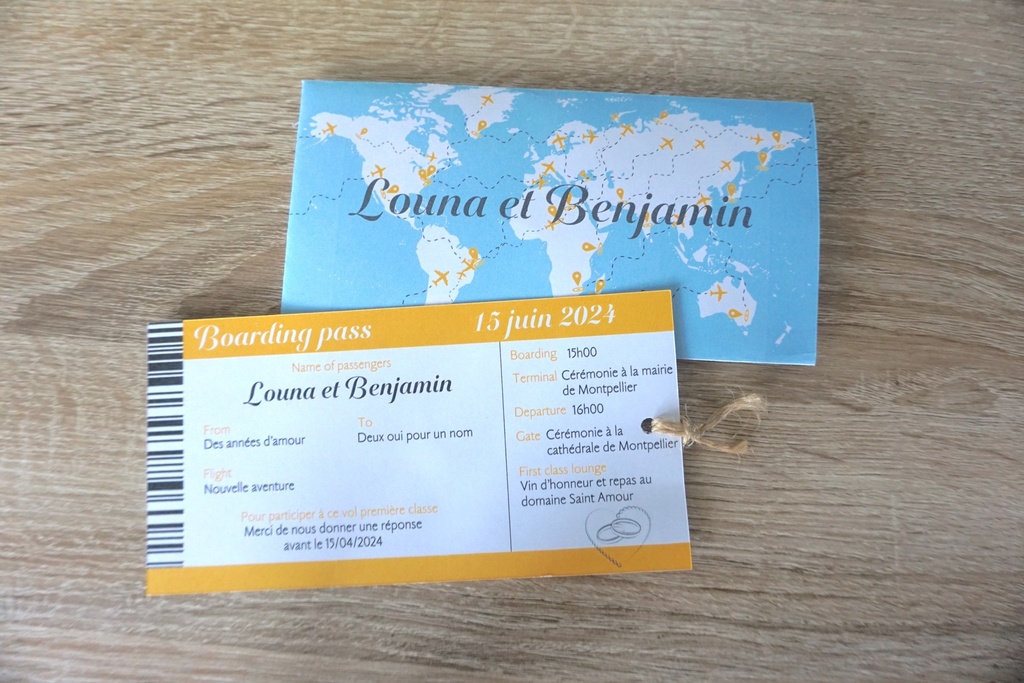 Louna et Benjamin
Boarding pass
15 juin 2024
Name of passengers
Louna et Benjamin
From
Des années d'amour
To
Deux oui pour un nom
Flight
Nouvelle aventure
Pour participer à ce vol première classe
Merci de nous donner une réponse
avant le 15/04/2024
Boarding 15h00
Terminal Cérémonie à la mairie
de Montpellier
Departure 16h00
Gate Cérémonie à la
cathédrale de Montpellier
First class lounge
Vin d'honneur et repas au
domaine Saint Amour